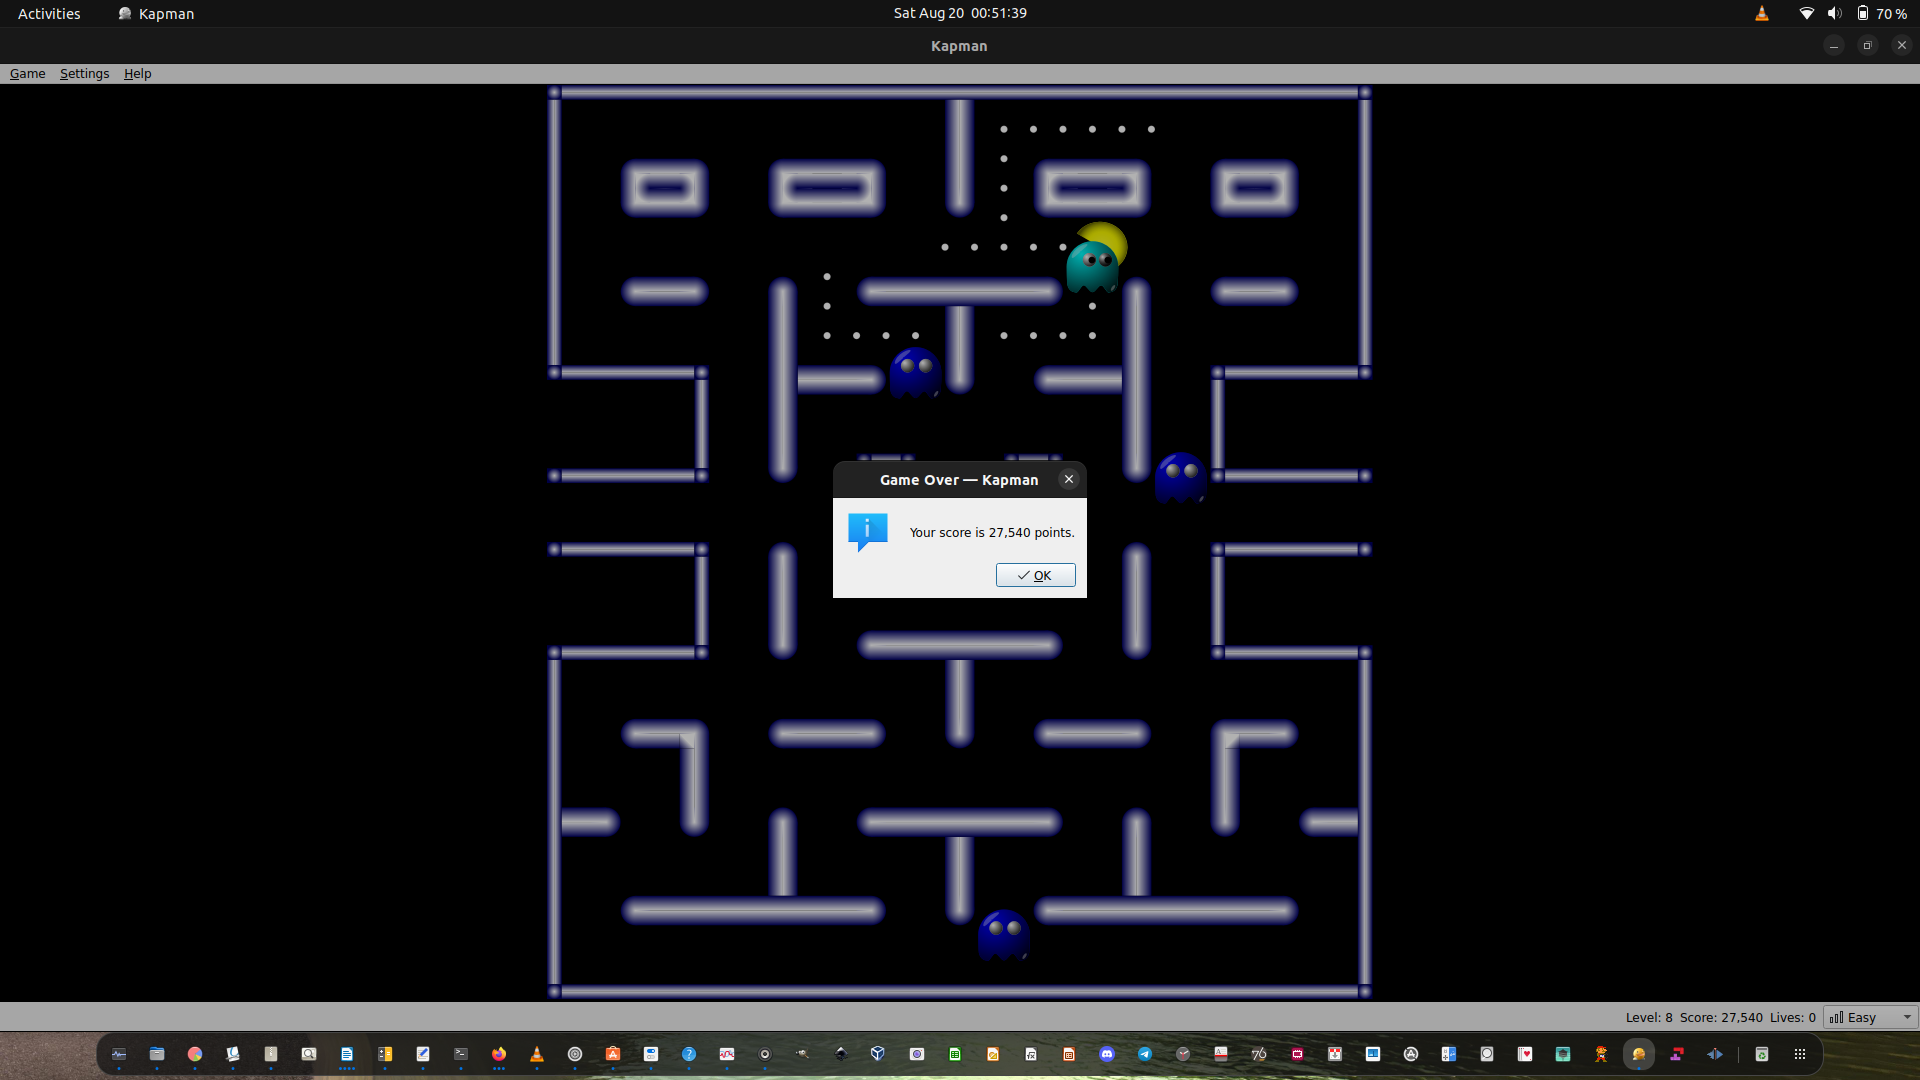 Activities Kapman Sat Aug 20 00:51:39 70 %
Kapman
Game Settings Help
Game Over — Kapman
Your score is 27,540 points.
OK
Level: 8 Score: 27,540 Lives: 0 Easy